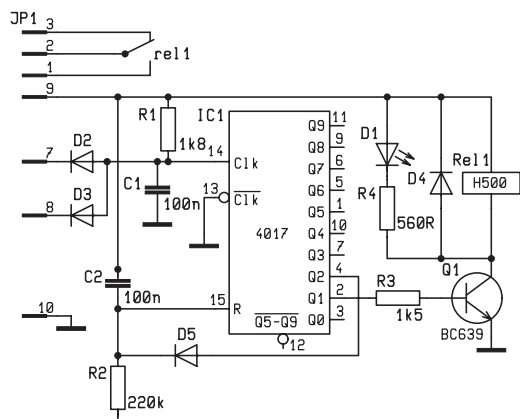 JP1
3
2
1
rel1
9
R1
1k8
IC1
Q9 11
Q8 9
Q7 6
Q6 5
Q5 1
Q4 10
Q3 7
Q2 4
Q1 2
Q0 3
Q5-Q9
12
14 Clk
13 Clk
4017
15 R
7
D2
8
D3
C1
100n
C2
100n
10
D5
R2
220k
D1
R4
560R
D4
Rel1
H500
R3
1k5
Q1
BC639